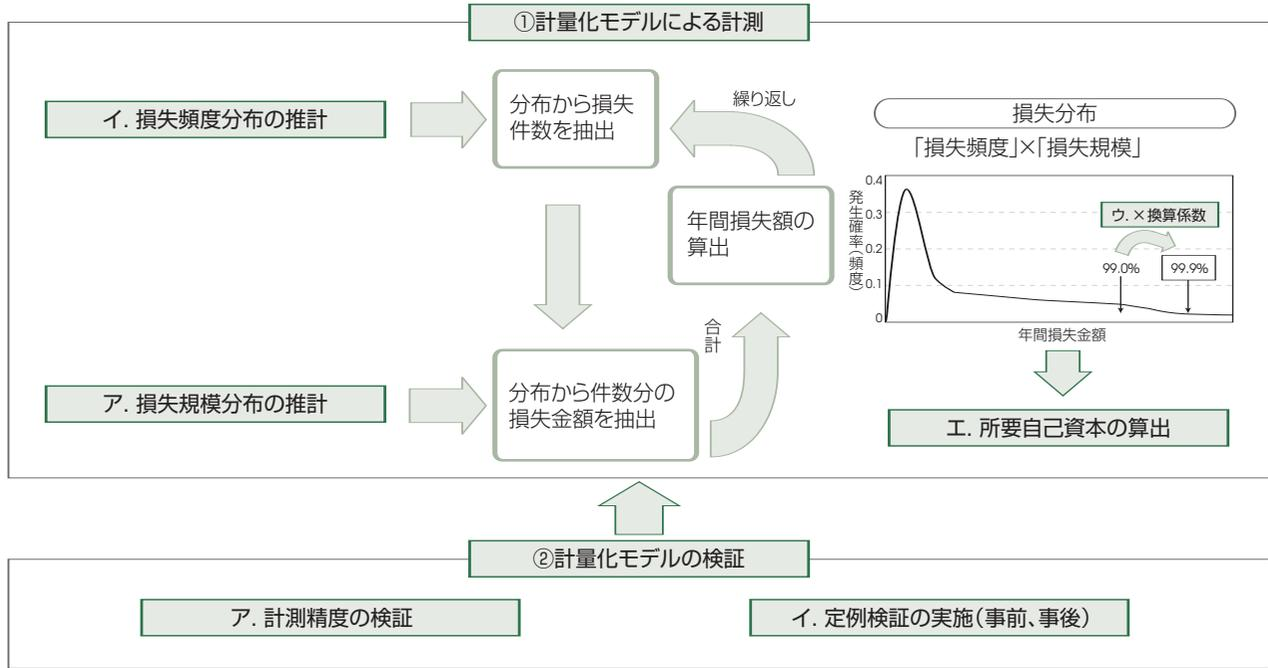 ①計量化モデルによる計測
イ. 損失頻度分布の推計
分布から損失
件数を抽出
繰り返し
年間損失額の
算出
ア. 損失規模分布の推計
分布から件数分の
損失金額を抽出
合計
損失分布
「損失頻度」×「損失規模」
発生確率（頻度）
0.4
0.3
0.2
0.1
0
ウ. ×換算係数
99.0%
99.9%
年間損失金額
エ. 所要自己資本の算出
②計量化モデルの検証
ア. 計測精度の検証
イ. 定例検証の実施（事前、事後）